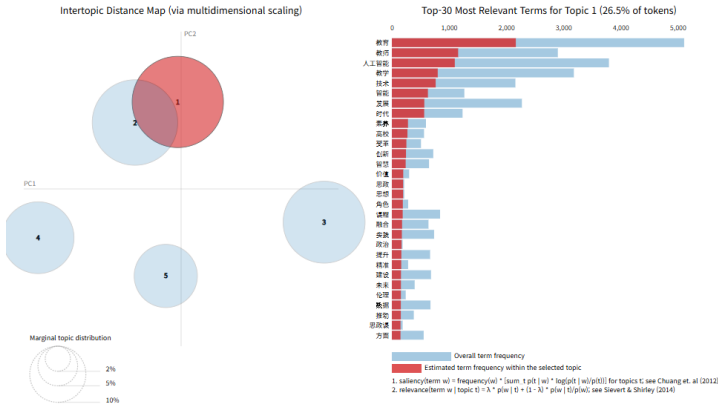 Intertopic Distance Map (via multidimensional scaling)
PC2
PC1
1
2
3
4
5
Marginal topic distribution
2%
5%
10%
Top-30 Most Relevant Terms for Topic 1 (26.5% of tokens)
0 1,000 2,000 3,000 4,000 5,000
教育
教师
人工智能
教学
技术
智能
发展
时代
素养
高校
变革
创新
智慧
价值
思政
思想
角色
课程
融合
实践
政治
提升
精准
建设
未来
伦理
数据
推动
思政课
方面
Overall term frequency
Estimated term frequency within the selected topic
1. saliency(term w) = frequency(w) * [sum_t p(t | w) * log(p(t | w)/p(t))] for topics t; see Chuang et. al (2012)
2. relevance(term w | topic t) = λ * p(w | t) + (1 - λ) * p(w | t)/p(w); see Sievert & Shirley (2014)